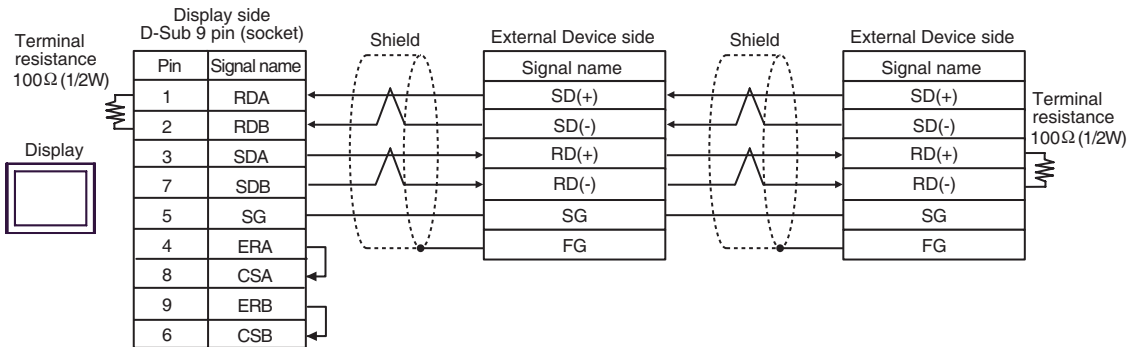 Display side
D-Sub 9 pin (socket)
Terminal
resistance
100Ω (1/2W)
Shield
External Device side
Shield
External Device side
Pin Signal name
Signal name
Signal name
1 RDA
SD(+)
SD(+)
Terminal
resistance
100Ω (1/2W)
2 RDB
SD(-)
SD(-)
Display
3 SDA
RD(+)
RD(+)
7 SDB
RD(-)
RD(-)
5 SG
SG
SG
4 ERA
FG
FG
8 CSA
9 ERB
6 CSB